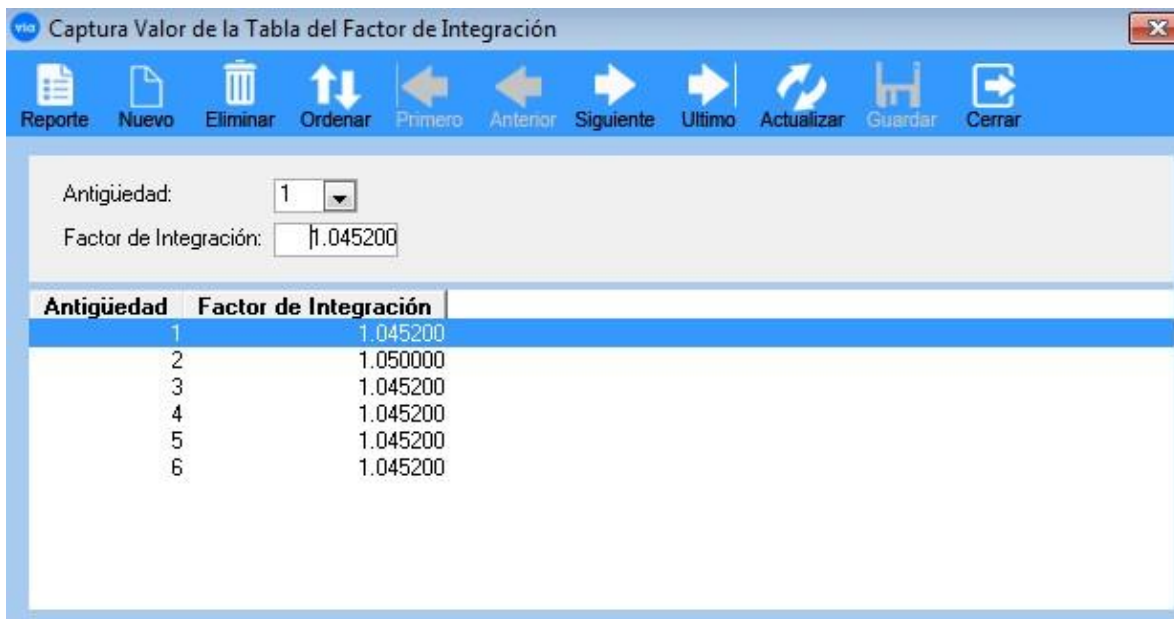 via Captura Valor de la Tabla del Factor de Integración
Reporte Nuevo Eliminar Ordenar Primero Anterior Siguiente Ultimo Actualizar Guardar Cerrar
Antigüedad: 1
Factor de Integración: 1.045200
Antigüedad Factor de Integración
1 1.045200
2 1.050000
3 1.045200
4 1.045200
5 1.045200
6 1.045200